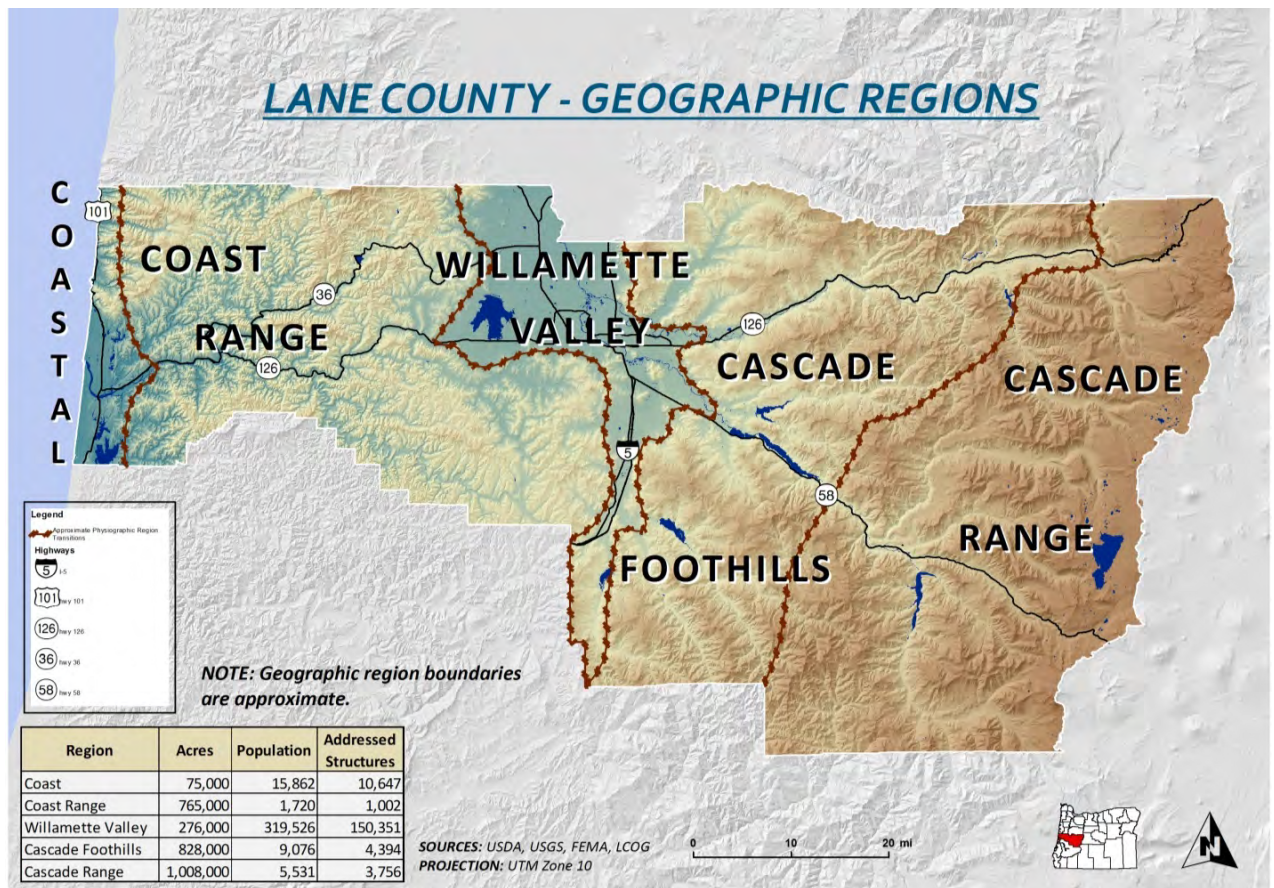 LANE COUNTY - GEOGRAPHIC REGIONS
COASTAL
101
COAST
RANGE
36
126
WILLAMETTE
VALLEY
126
CASCADE
FOOTHILLS
5
58
CASCADE
RANGE
Legend
Approximate Physiographic Region
Transitions
Highways
5 I-5
101 hwy 101
126 hwy 126
36 hwy 36
58 hwy 58
NOTE: Geographic region boundaries
are approximate.
Region Acres Population Addressed Structures
Coast 75,000 15,862 10,647
Coast Range 765,000 1,720 1,002
Willamette Valley 276,000 319,526 150,351
Cascade Foothills 828,000 9,076 4,394
Cascade Range 1,008,000 5,531 3,756
SOURCES: USDA, USGS, FEMA, LCOG
PROJECTION: UTM Zone 10
0 10 20 mi
N